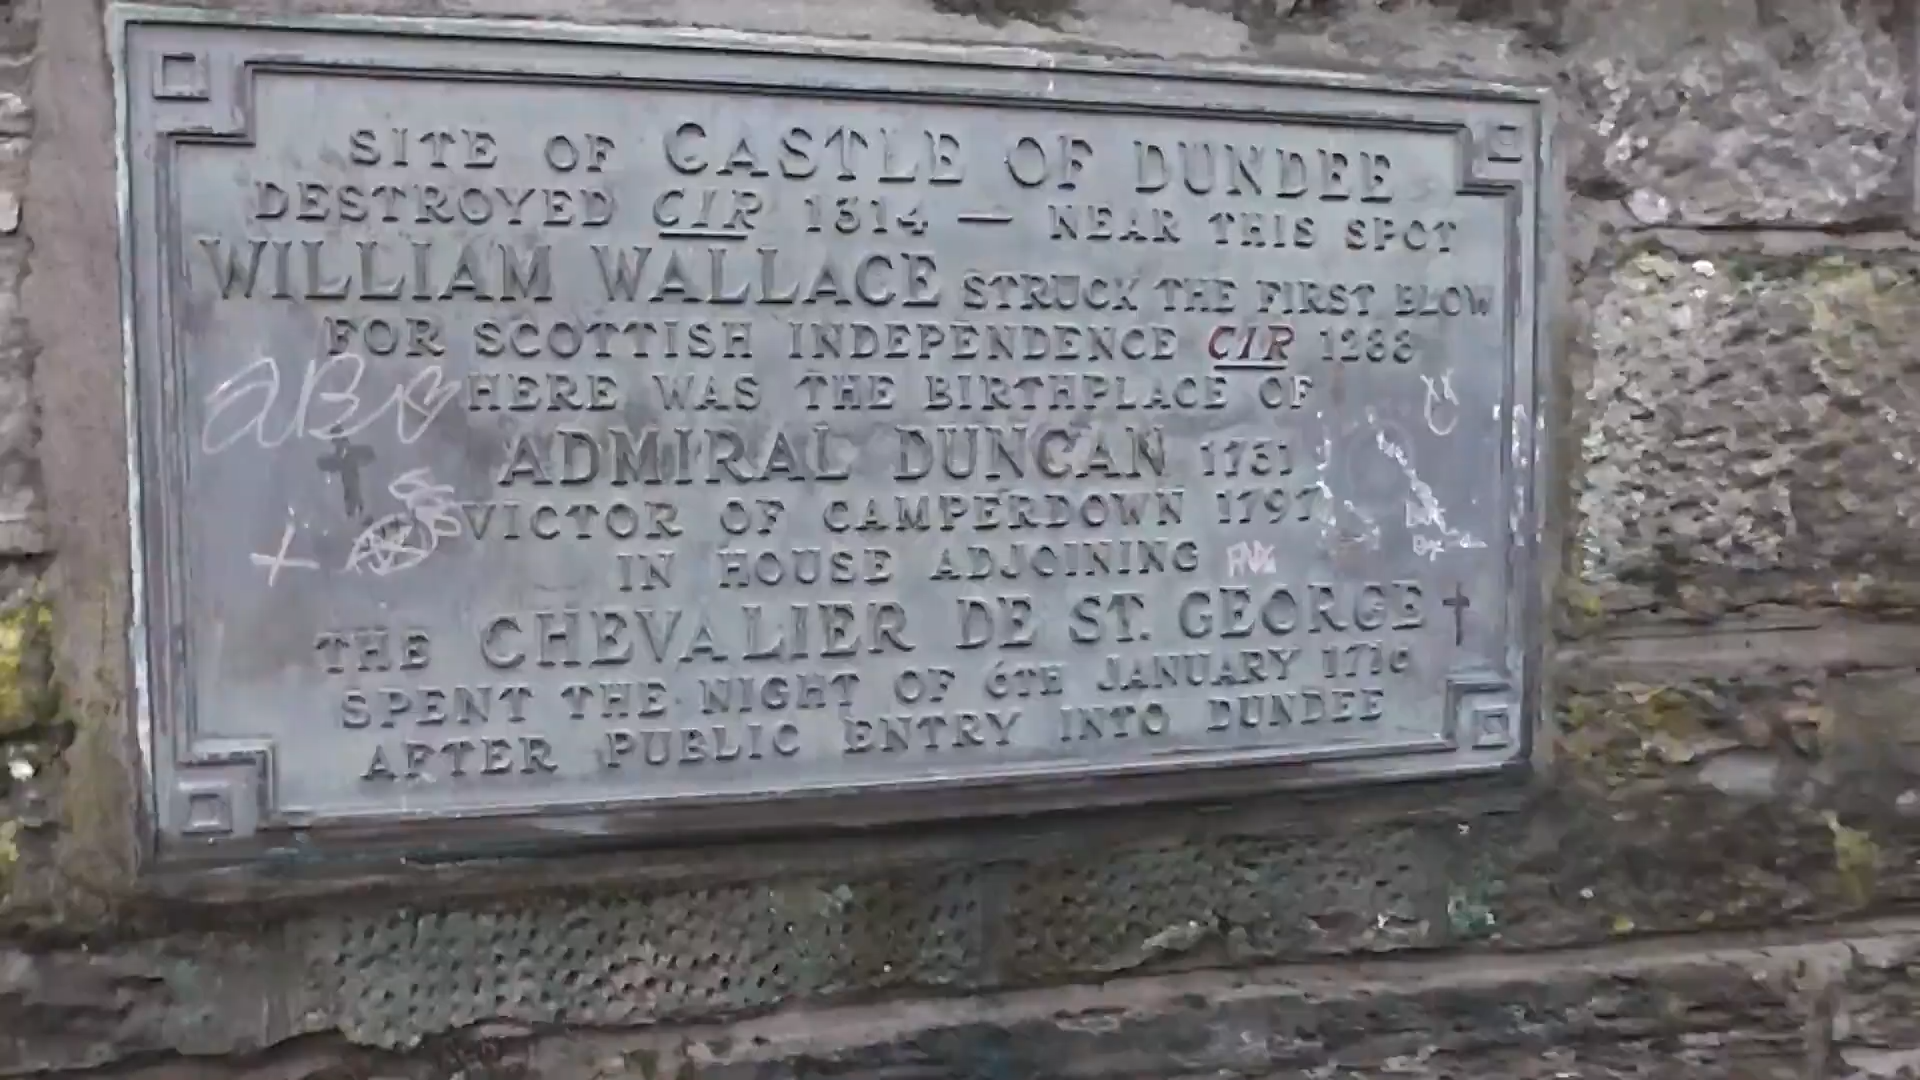 SITE OF CASTLE OF DUNDEE
DESTROYED CIR 1314 — NEAR THIS SPOT
WILLIAM WALLACE STRUCK THE FIRST BLOW
FOR SCOTTISH INDEPENDENCE CIR 1288
HERE WAS THE BIRTHPLACE OF
ADMIRAL DUNCAN 1731
VICTOR OF CAMPERDOWN 1797
IN HOUSE ADJOINING
THE CHEVALIER DE ST. GEORGE
SPENT THE NIGHT OF 6TH JANUARY 1716
AFTER PUBLIC ENTRY INTO DUNDEE